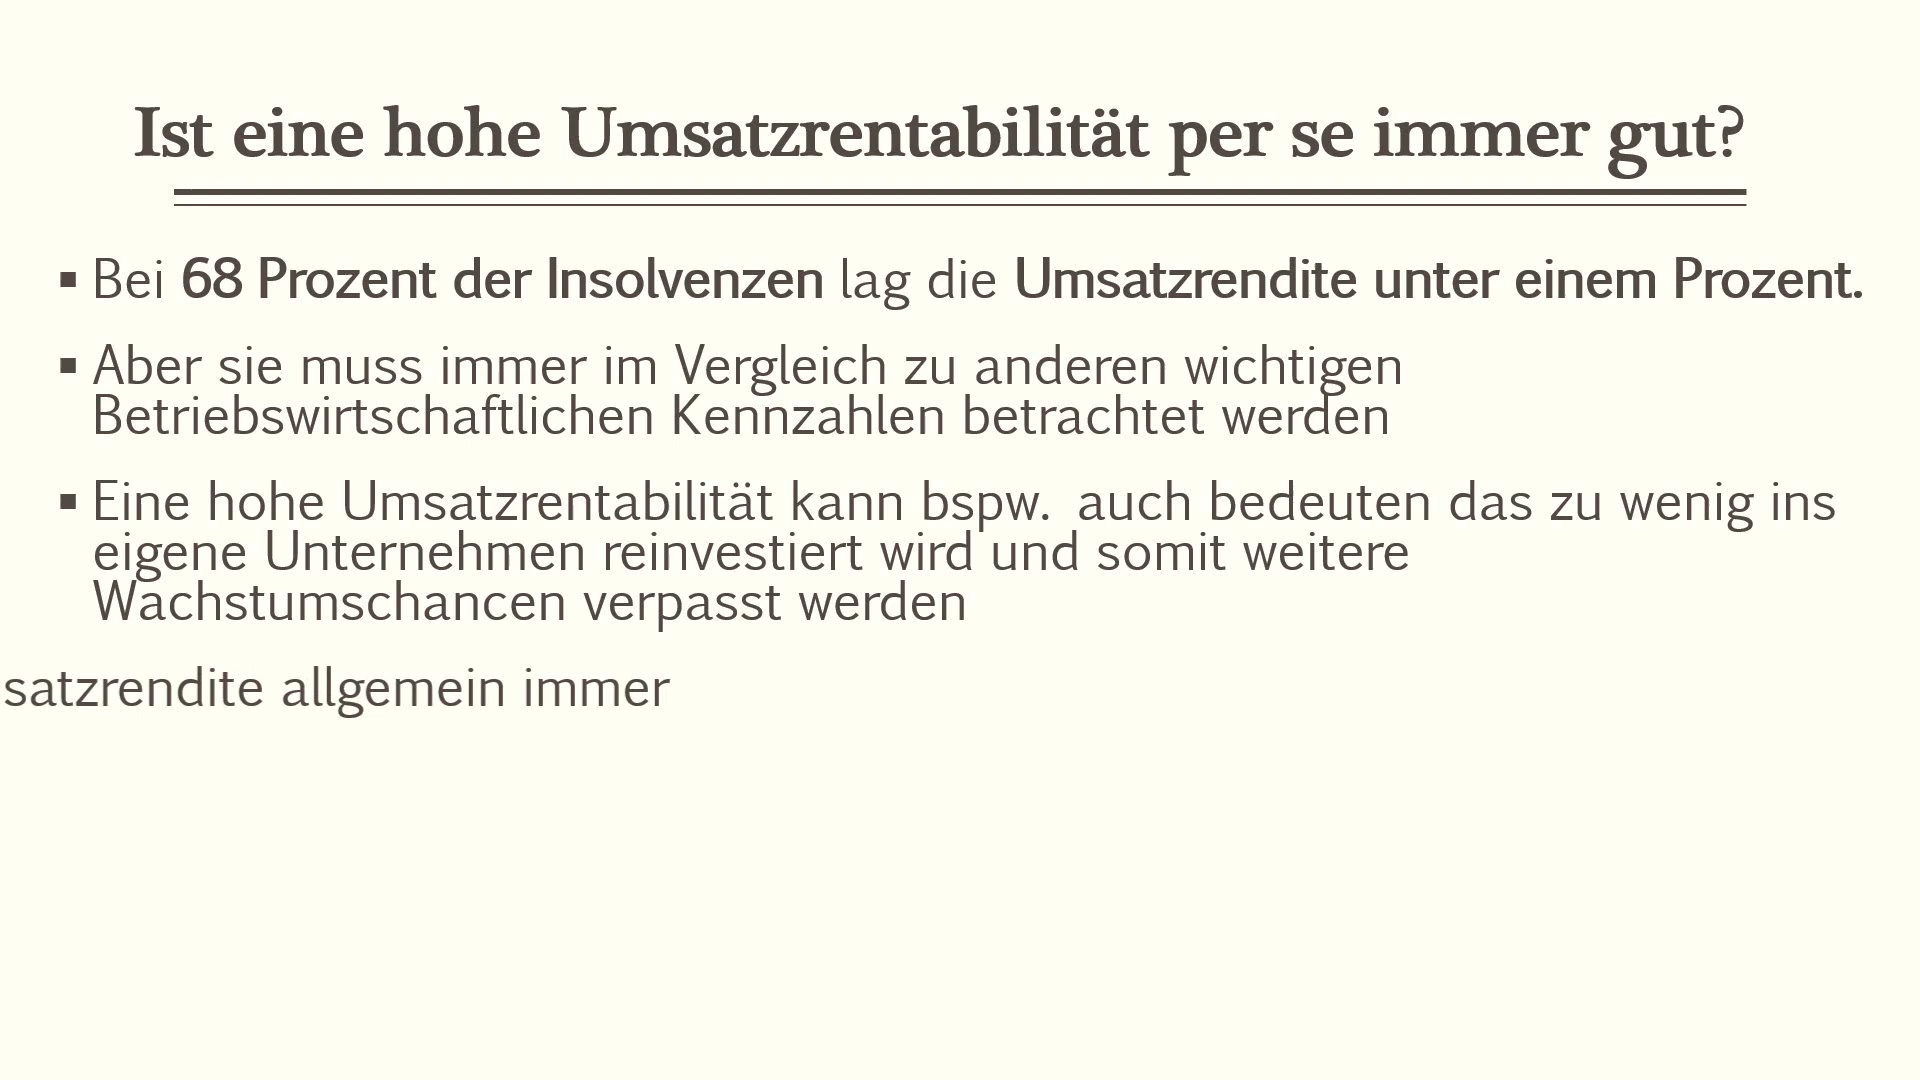 Ist eine hohe Umsatzrentabilität per se immer gut?
▪ Bei 68 Prozent der Insolvenzen lag die Umsatzrendite unter einem Prozent.
▪ Aber sie muss immer im Vergleich zu anderen wichtigen
Betriebswirtschaftlichen Kennzahlen betrachtet werden
▪ Eine hohe Umsatzrentabilität kann bspw. auch bedeuten das zu wenig ins
eigene Unternehmen reinvestiert wird und somit weitere
Wachstumschancen verpasst werden
satzrendite allgemein immer